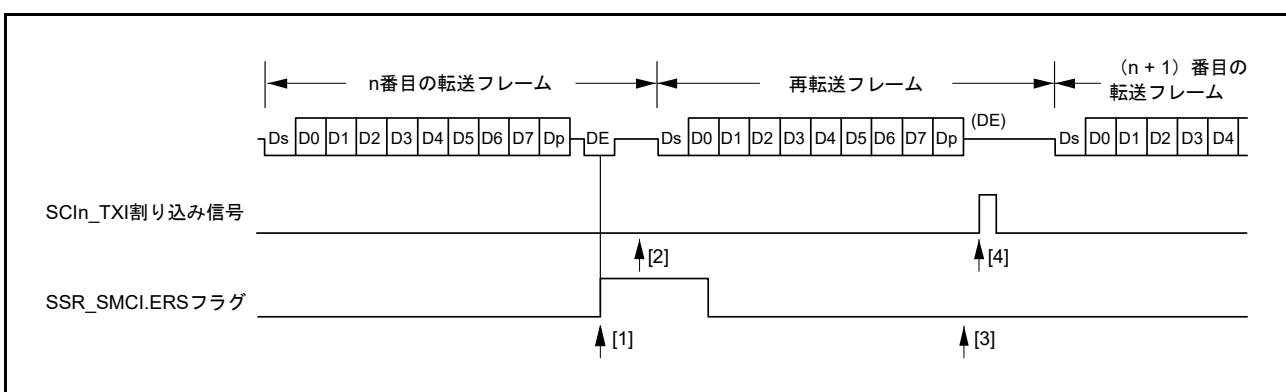 n番目の転送フレーム
再転送フレーム
（n + 1）番目の
転送フレーム
Ds D0 D1 D2 D3 D4 D5 D6 D7 Dp DE Ds D0 D1 D2 D3 D4 D5 D6 D7 Dp (DE) Ds D0 D1 D2 D3 D4
SCIn_TXI割り込み信号
[2]
[4]
SSR_SMCI.ERSフラグ
[1]
[3]